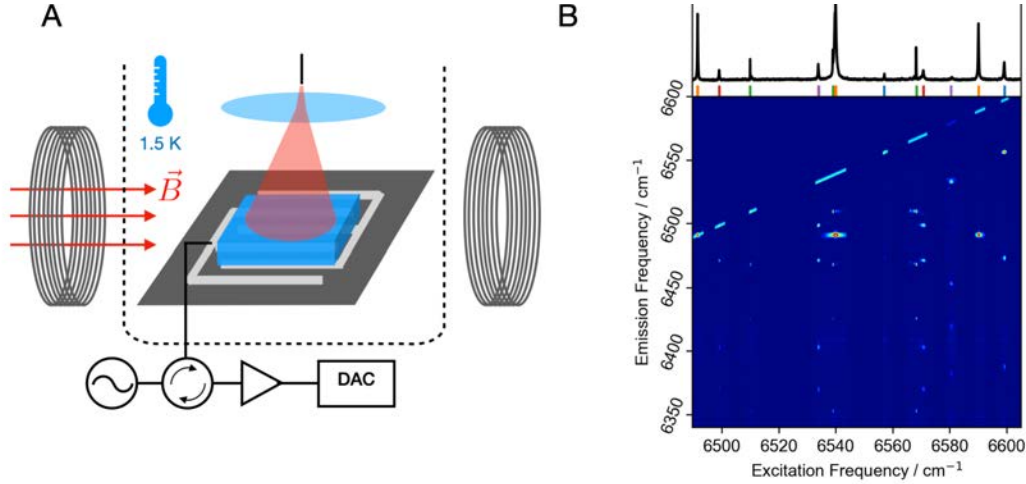 A
1.5 K
B
DAC
B
6600
6550
6500
6450
6400
6350
Emission Frequency / cm⁻¹
6500 6520 6540 6560 6580 6600
Excitation Frequency / cm⁻¹